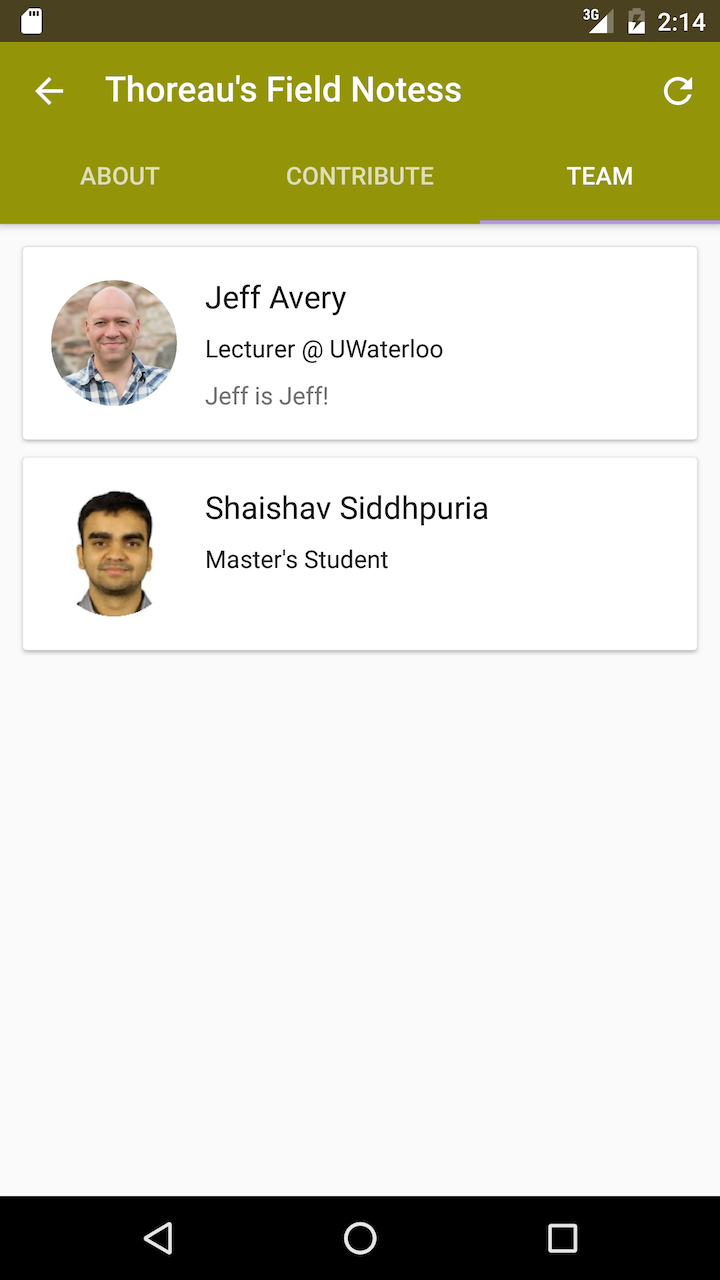 3G 2:14
Thoreau's Field Notess
ABOUT CONTRIBUTE TEAM
Jeff Avery
Lecturer @ UWaterloo
Jeff is Jeff!
Shaishav Siddhpuria
Master's Student